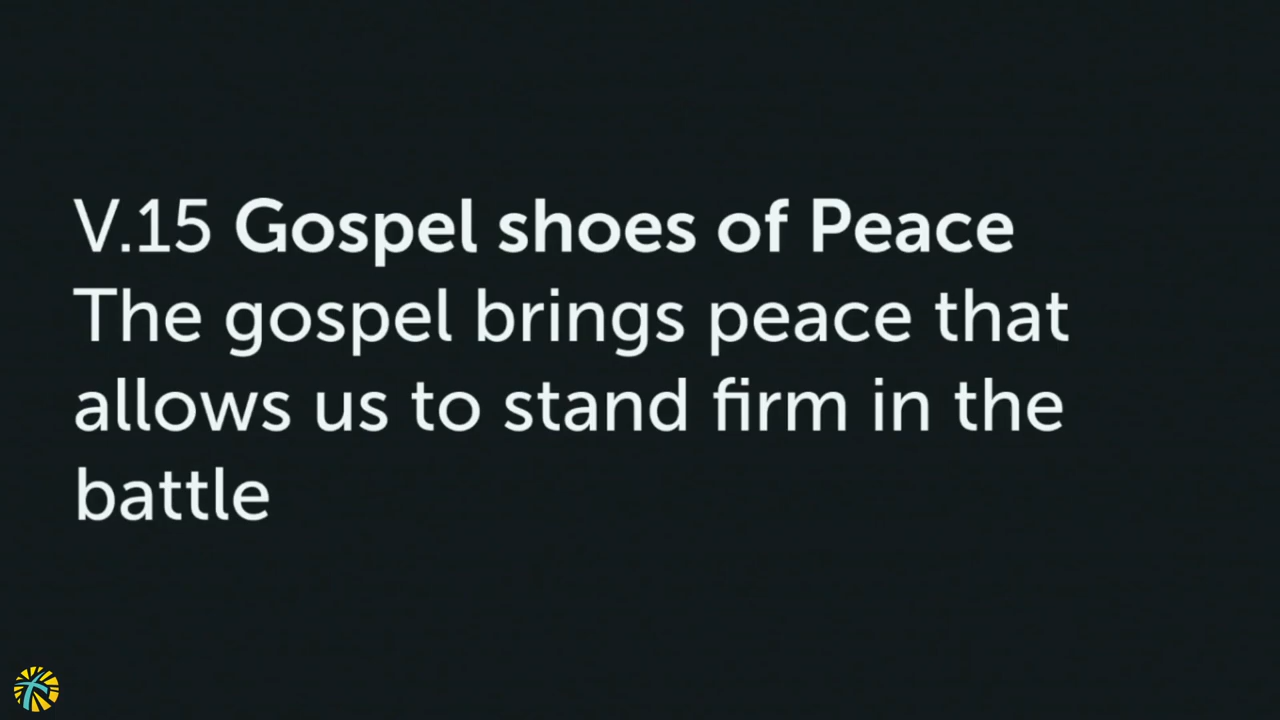 V.15 Gospel shoes of Peace
The gospel brings peace that
allows us to stand firm in the
battle